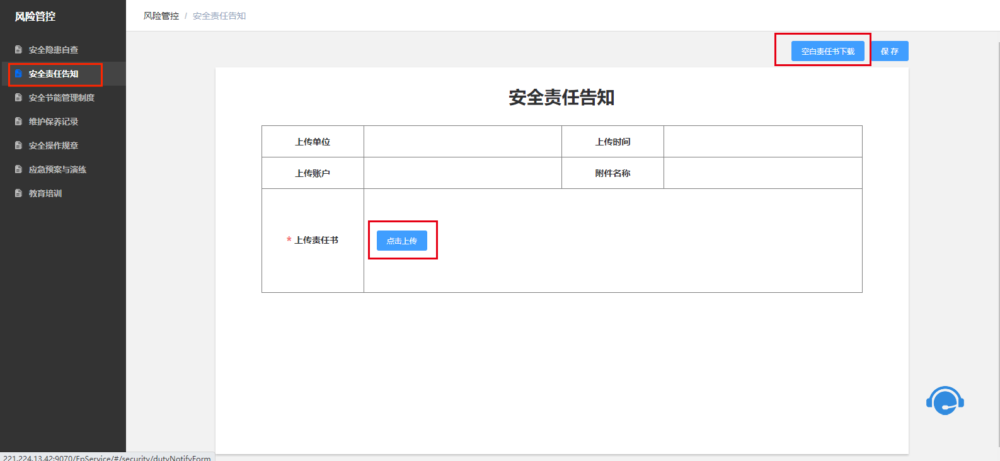 风险管控
风险管控 / 安全责任告知
安全隐患自查
安全责任告知
安全节能管理制度
维护保养记录
安全操作规章
应急预案与演练
教育培训
空白责任书下载
保 存
安全责任告知
上传单位
上传时间
上传账户
附件名称
* 上传责任书
点击上传
221.224.13.42:9070/EpService/#/security/dutyNotifyForm